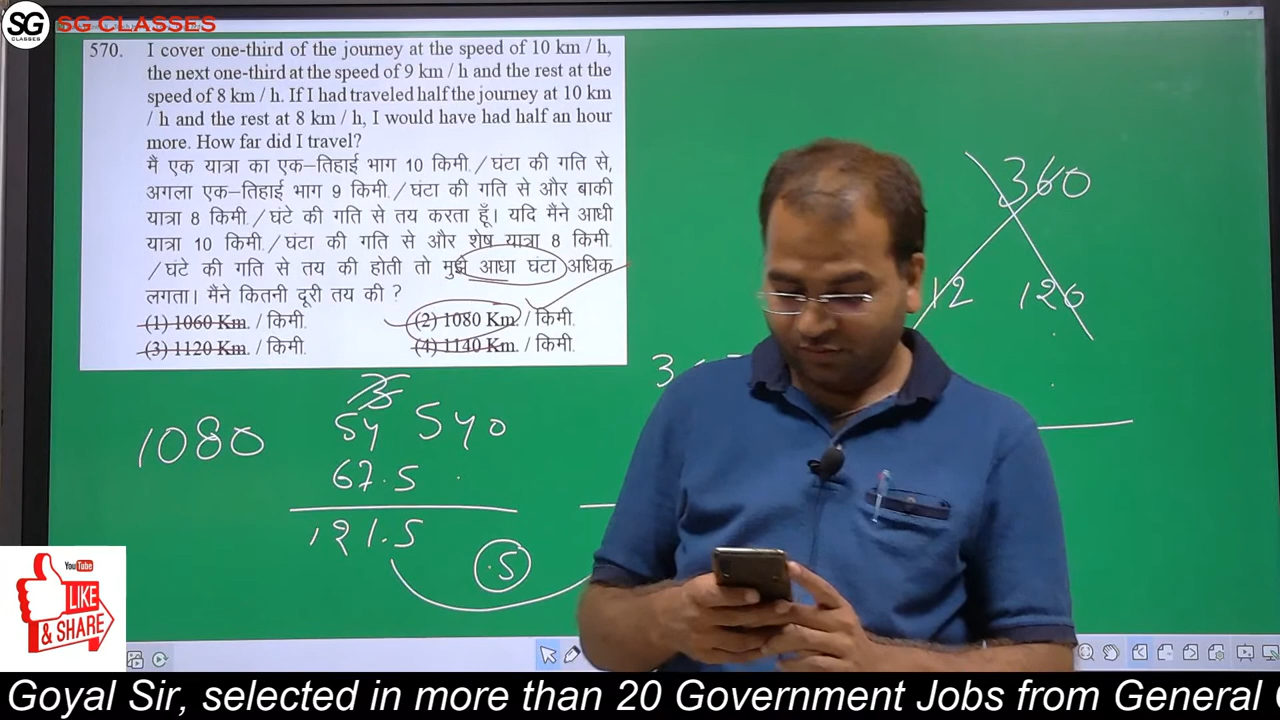 SG
CLASSES
SG CLASSES
570. I cover one-third of the journey at the speed of 10 km / h,
the next one-third at the speed of 9 km / h and the rest at the
speed of 8 km / h. If I had traveled half the journey at 10 km
/ h and the rest at 8 km / h, I would have had half an hour
more. How far did I travel?
मैं एक यात्रा का एक–तिहाई भाग 10 किमी./घंटा की गति से,
अगला एक–तिहाई भाग 9 किमी./घंटा की गति से और बाकी
यात्रा 8 किमी./घंटे की गति से तय करता हूँ। यदि मैंने आधी
यात्रा 10 किमी./घंटा की गति से और शेष यात्रा 8 किमी.
/घंटे की गति से तय की होती तो मुझे आधा घंटा अधिक
लगता। मैंने कितनी दूरी तय की ?
(1) 1060 Km. / किमी. (2) 1080 Km. / किमी.
(3) 1120 Km. / किमी. (4) 1140 Km. / किमी.
360
12 120
3
1080
54 540
67.5
121.5
.5
YouTube
LIKE
& SHARE
Goyal Sir, selected in more than 20 Government Jobs from General